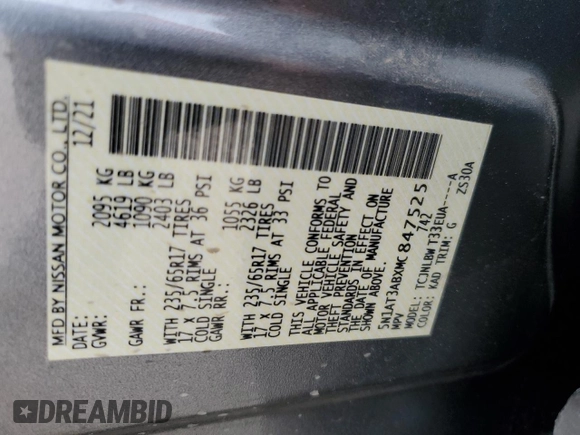 MFD BY NISSAN MOTOR CO., LTD.
DATE: 12/21
GVWR: 2095 KG
4619 LB
GAWR FR.: 1090 KG
2403 LB
WITH 235/65R17 TIRES
17 X 7.5 RIMS AT 36 PSI
COLD SINGLE
GAWR RR.: 1055 KG
2326 LB
WITH 235/65R17 TIRES
17 X 7.5 RIMS AT 33 PSI
COLD SINGLE
THIS VEHICLE CONFORMS TO
ALL APPLICABLE FEDERAL
MOTOR VEHICLE SAFETY AND
THEFT PREVENTION
STANDARDS IN EFFECT ON
THE DATE OF MANUFACTURE
SHOWN ABOVE.
5N1AT3ABXMC847525
MPV 742
MODEL: TCJNLBWT33EUA-----A
COLOR: KAD TRIM: G ZS30A
DREAMBID